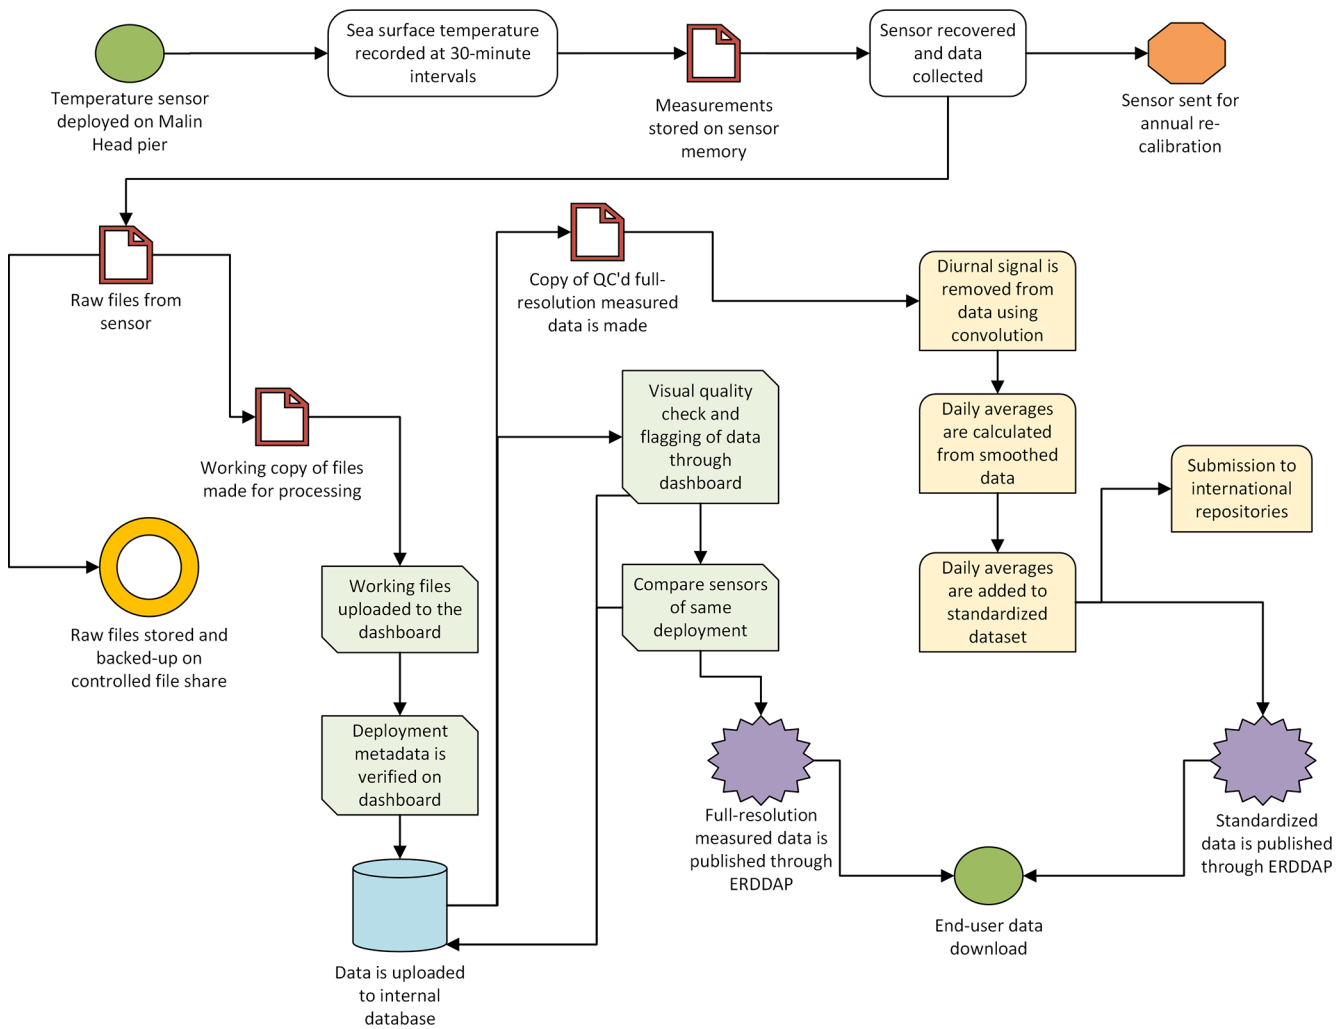 Temperature sensor
deployed on Malin
Head pier
Sea surface temperature
recorded at 30-minute
intervals
Measurements
stored on sensor
memory
Sensor recovered
and data
collected
Sensor sent for
annual re-
calibration
Raw files from
sensor
Copy of QC'd full-
resolution measured
data is made
Diurnal signal is
removed from
data using
convolution
Working copy of files
made for processing
Visual quality
check and
flagging of data
through
dashboard
Daily averages
are calculated
from smoothed
data
Submission to
international
repositories
Raw files stored and
backed-up on
controlled file share
Working files
uploaded to the
dashboard
Compare sensors
of same
deployment
Daily averages
are added to
standardized
dataset
Deployment
metadata is
verified on
dashboard
Full-resolution
measured data is
published through
ERDDAP
Standardized
data is published
through ERDDAP
End-user data
download
Data is uploaded
to internal
database